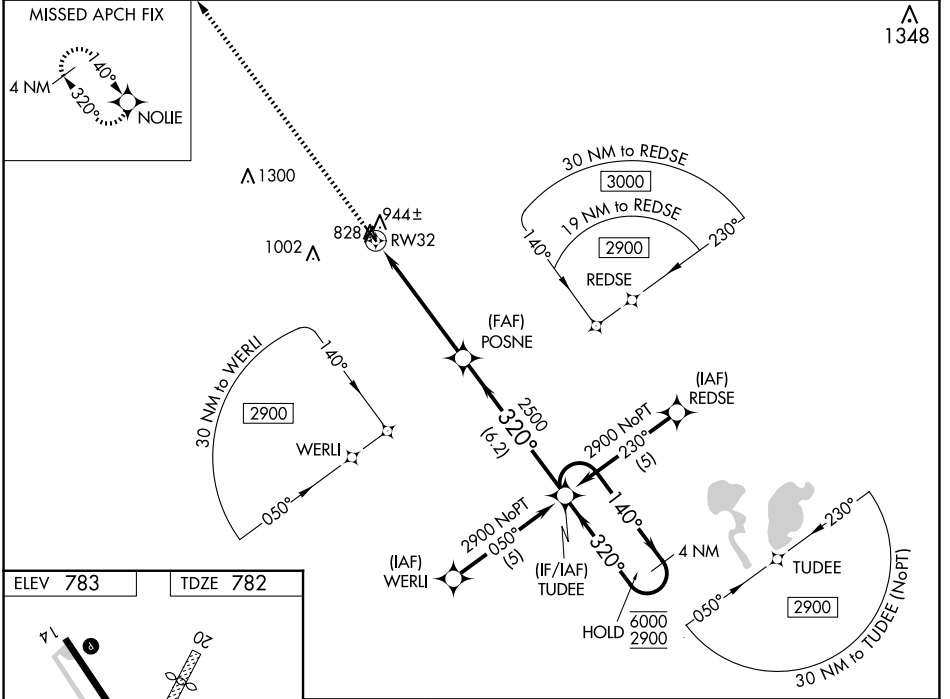 MISSED APCH FIX
4 NM
140°
320°
NOLIE
1348
1300
944±
828
RW32
1002
30 NM to REDSE
3000
19 NM to REDSE
2900
140°
230°
REDSE
(FAF)
POSNE
30 NM to WERLI
140°
2900
WERLI
050°
2500
320°
(6.2)
(IAF)
REDSE
2900 NoPT
230°
(5)
2900 NoPT
050°
(5)
(IAF)
WERLI
(IF/IAF)
TUDEE
140°
320°
4 NM
HOLD
6000
2900
230°
TUDEE
050°
2900
30 NM to TUDEE (NoPT)
ELEV 783
TDZE 782
14
P
20